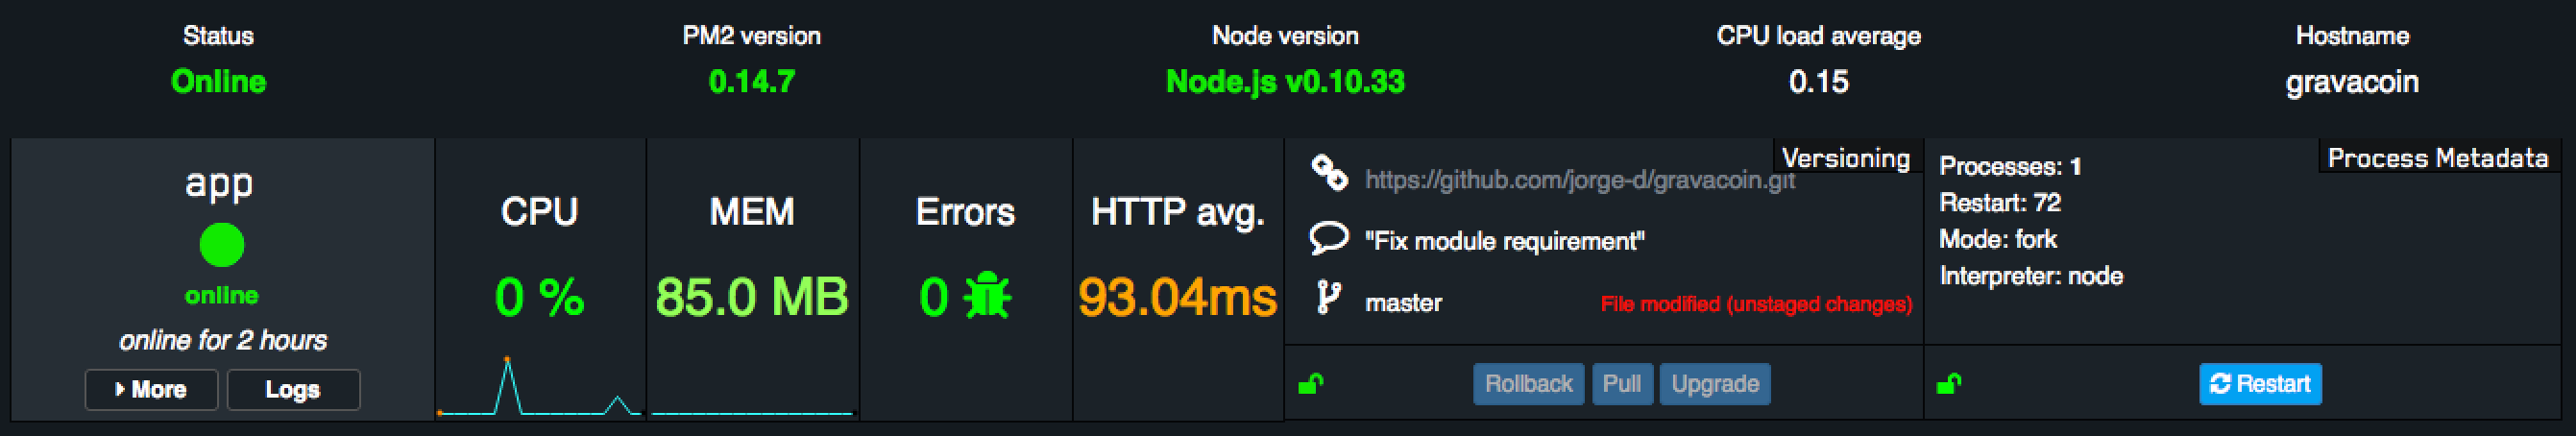 Status
Online
PM2 version
0.14.7
Node version
Node.js v0.10.33
CPU load average
0.15
Hostname
gravacoin
app
online
online for 2 hours
More
Logs
CPU
0 %
MEM
85.0 MB
Errors
0
HTTP avg.
93.04ms
Versioning
https://github.com/jorge-d/gravacoin.git
"Fix module requirement"
master
File modified (unstaged changes)
Rollback
Pull
Upgrade
Process Metadata
Processes: 1
Restart: 72
Mode: fork
Interpreter: node
Restart